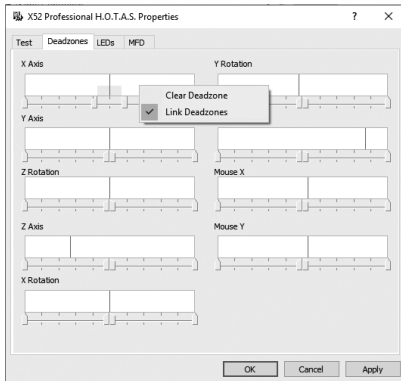 X52 Professional H.O.T.A.S. Properties
?
Test Deadzones LEDs MFD
X Axis
Y Rotation
Clear Deadzone
Link Deadzones
Y Axis
Z Rotation
Mouse X
Z Axis
Mouse Y
X Rotation
OK Cancel Apply